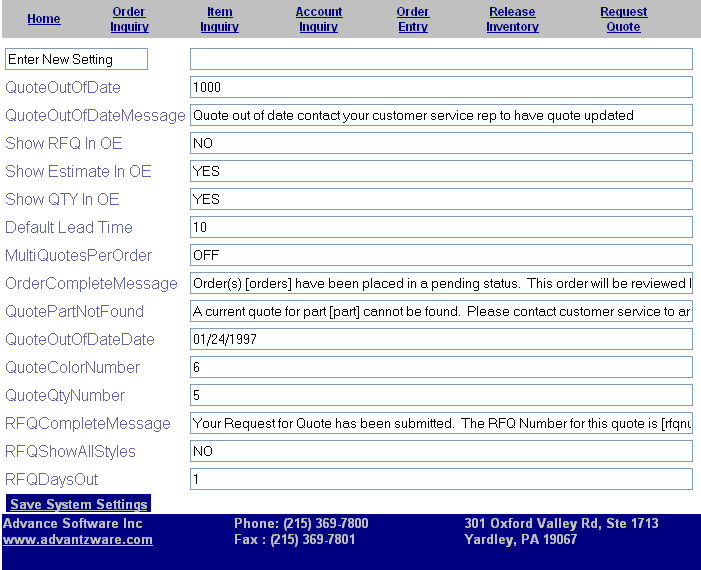 Home Order Inquiry Item Inquiry Account Inquiry Order Entry Release Inventory Request Quote
Enter New Setting
QuoteOutOfDate 1000
QuoteOutOfDateMessage Quote out of date contact your customer service rep to have quote updated
Show RFQ In OE NO
Show Estimate In OE YES
Show QTY In OE YES
Default Lead Time 10
MultiQuotesPerOrder OFF
OrderCompleteMessage Order(s) [orders] have been placed in a pending status.  This order will be reviewed
QuotePartNotFound A current quote for part [part] cannot be found.  Please contact customer service to ar
QuoteOutOfDateDate 01/24/1997
QuoteColorNumber 6
QuoteQtyNumber 5
RFQCompleteMessage Your Request for Quote has been submitted.  The RFQ Number for this quote is [rfqnu
RFQShowAllStyles NO
RFQDaysOut 1
Save System Settings
Advance Software Inc Phone: (215) 369-7800 301 Oxford Valley Rd, Ste 1713
www.advantzware.com Fax : (215) 369-7801 Yardley, PA 19067